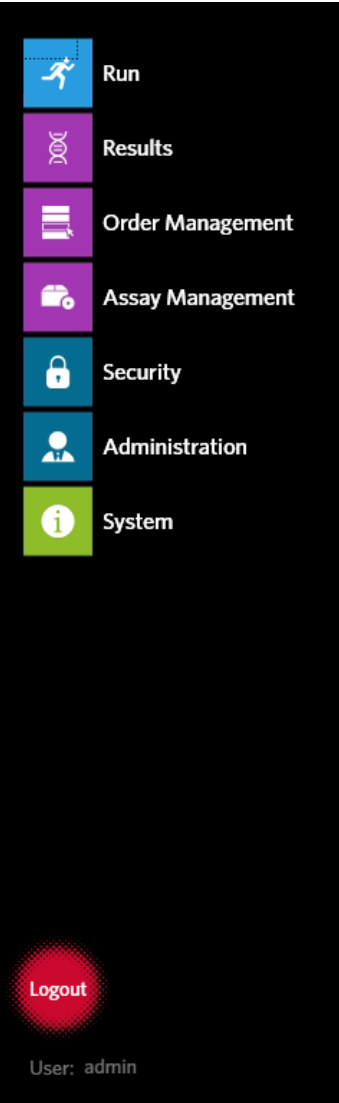 Run
Results
Order Management
Assay Management
Security
Administration
System
Logout
User: admin